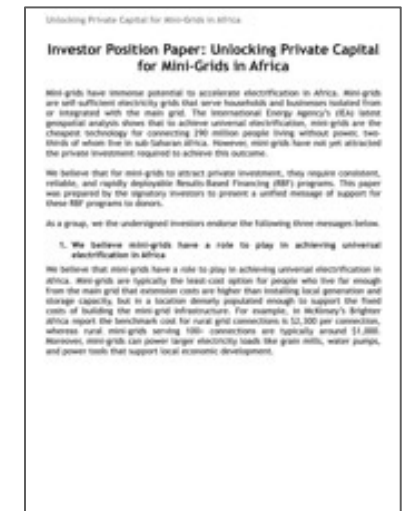 Unlocking Private Capital for Mini-Grids in Africa
Investor Position Paper: Unlocking Private Capital
for Mini-Grids in Africa
Mini-grids have immense potential to accelerate electrification in Africa. Mini-grids
are self-sufficient electricity grids that serve households and businesses isolated from
or integrated with the main grid. The International Energy Agency's (IEA) latest
geospatial analysis shows that to achieve universal electrification, mini-grids are the
cheapest technology for connecting 290 million people living without power, two-
thirds of whom live in sub-Saharan Africa. However, mini-grids have not yet attracted
the private investment required to achieve this outcome.
We believe that for mini-grids to attract private investment, they require consistent,
reliable, and rapidly deployable Results-Based Financing (RBF) programs. This paper
was prepared by the signatory investors to present a unified message of support for
these RBF programs to donors.
As a group, we the undersigned investors endorse the following three messages below.
1. We believe mini-grids have a role to play in achieving universal
electrification in Africa
We believe that mini-grids have a role to play in achieving universal electrification in
Africa. Mini-grids are typically the least-cost option for people who live far enough
from the main grid that extension costs are higher than installing local generation and
storage capacity, but in a location densely populated enough to support the fixed
costs of building the mini-grid infrastructure. For example, in McKinsey's Brighter
Africa report the benchmark cost for rural grid connections is $2,300 per connection,
whereas rural mini-grids serving 100+ connections are typically around $1,000.
Moreover, mini-grids can power larger electricity loads like grain mills, water pumps,
and power tools that support local economic development.